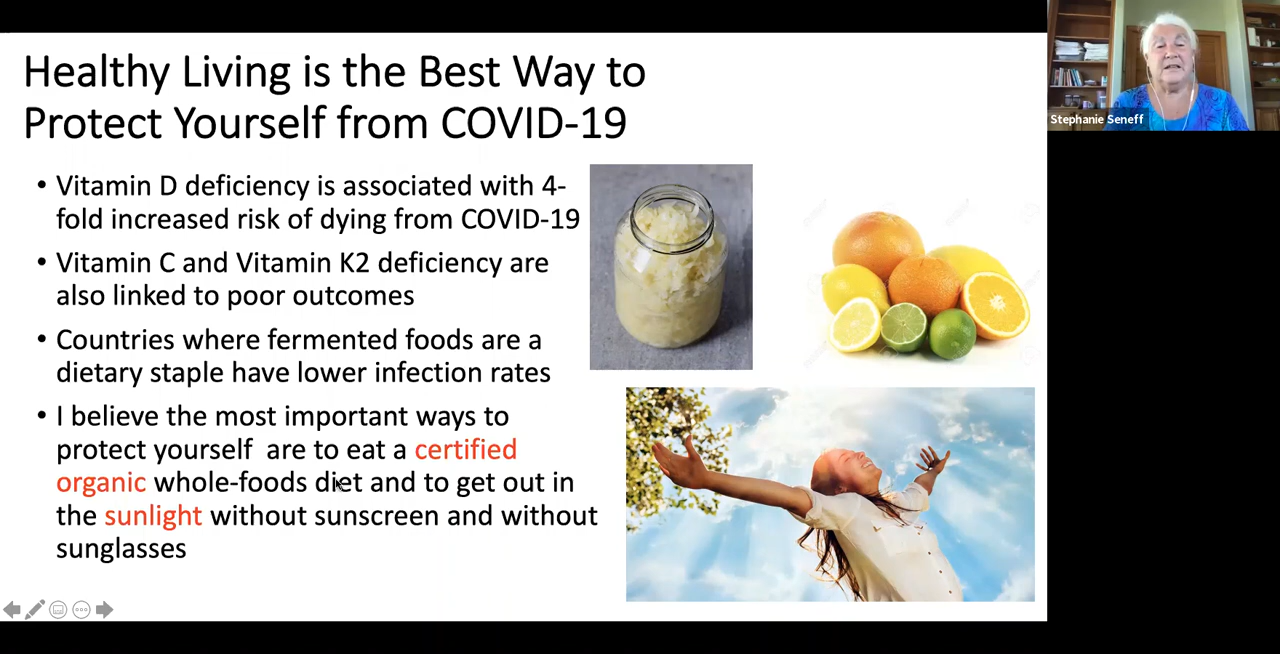 Healthy Living is the Best Way to
Protect Yourself from COVID-19
• Vitamin D deficiency is associated with 4-
fold increased risk of dying from COVID-19
• Vitamin C and Vitamin K2 deficiency are
also linked to poor outcomes
• Countries where fermented foods are a
dietary staple have lower infection rates
• I believe the most important ways to
protect yourself  are to eat a certified
organic whole-foods diet and to get out in
the sunlight without sunscreen and without
sunglasses
Stephanie Seneff